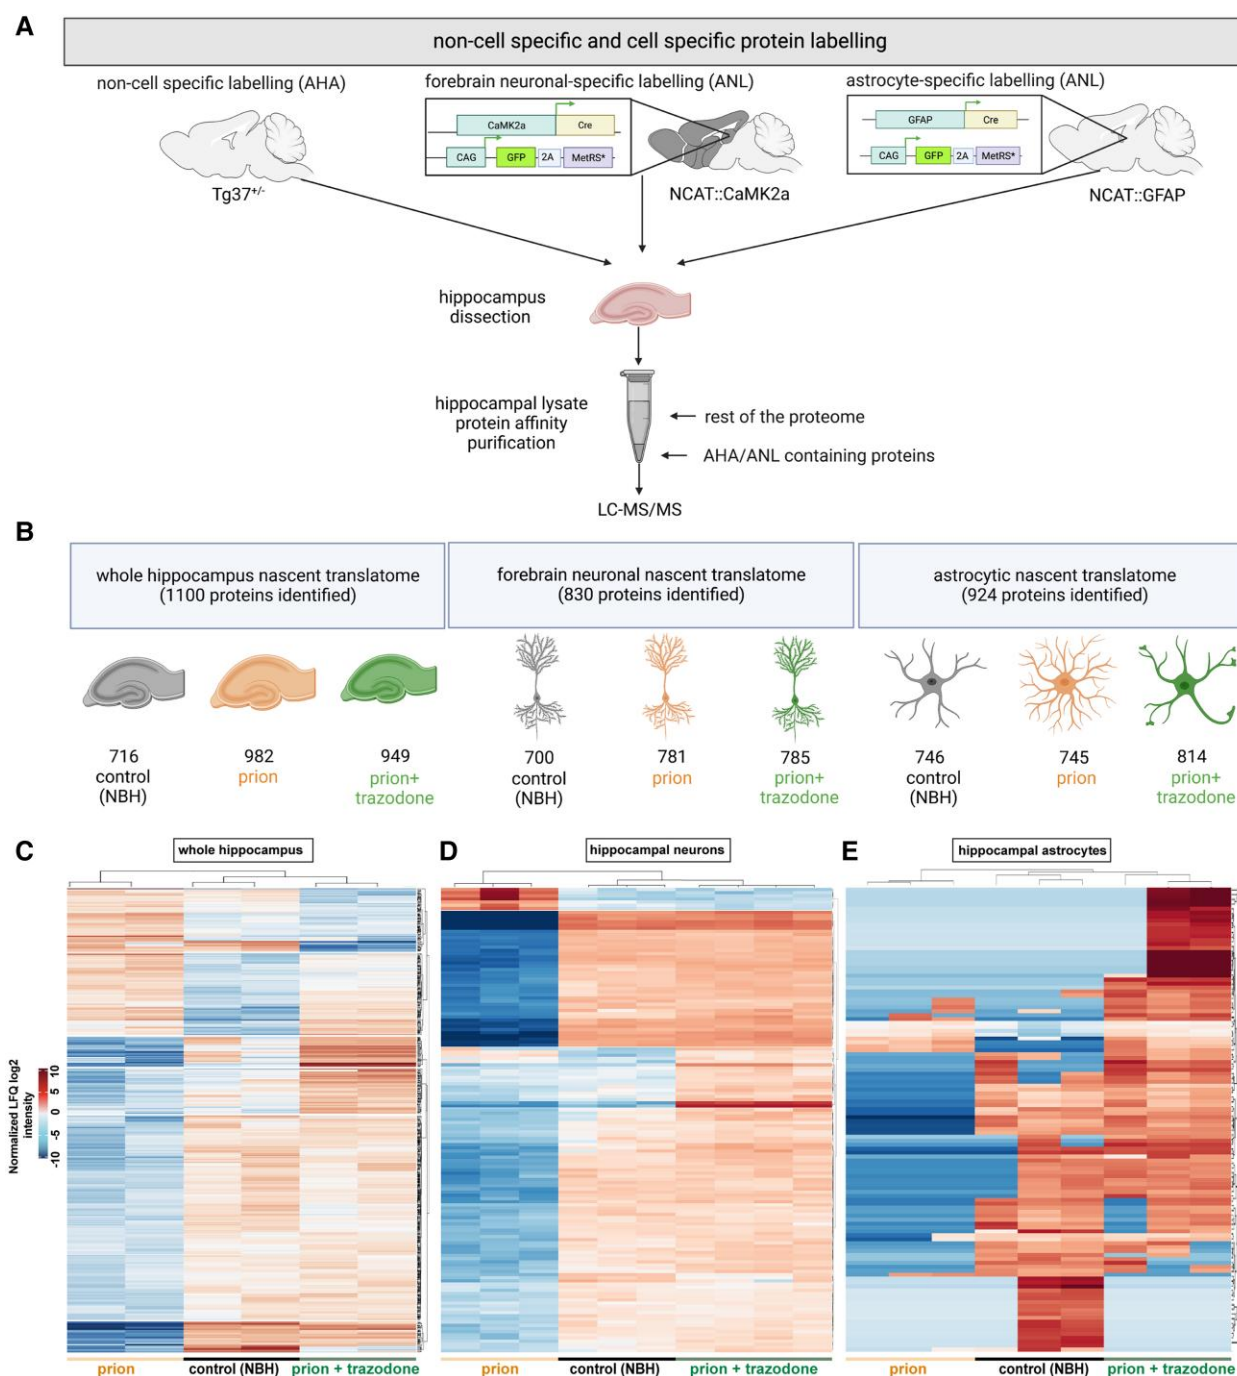 A
non-cell specific and cell specific protein labelling
non-cell specific labelling (AHA)
forebrain neuronal-specific labelling (ANL)
astrocyte-specific labelling (ANL)
CaMK2a
Cre
CAG
GFP
2A
MetRS*
GFAP
Cre
CAG
GFP
2A
MetRS*
Tg37+/-
NCAT::CaMK2a
NCAT::GFAP
hippocampus
dissection
hippocampal lysate
protein affinity
purification
rest of the proteome
AHA/ANL containing proteins
LC-MS/MS
B
whole hippocampus nascent translatome
(1100 proteins identified)
forebrain neuronal nascent translatome
(830 proteins identified)
astrocytic nascent translatome
(924 proteins identified)
716
control
(NBH)
982
prion
949
prion+
trazodone
700
control
(NBH)
781
prion
785
prion+
trazodone
746
control
(NBH)
745
prion
814
prion+
trazodone
C
whole hippocampus
D
hippocampal neurons
E
hippocampal astrocytes
Normalized LFQ log2
intensity
10
5
0
-5
-10
prion
control (NBH)
prion + trazodone
prion
control (NBH)
prion + trazodone
prion
control (NBH)
prion + trazodone